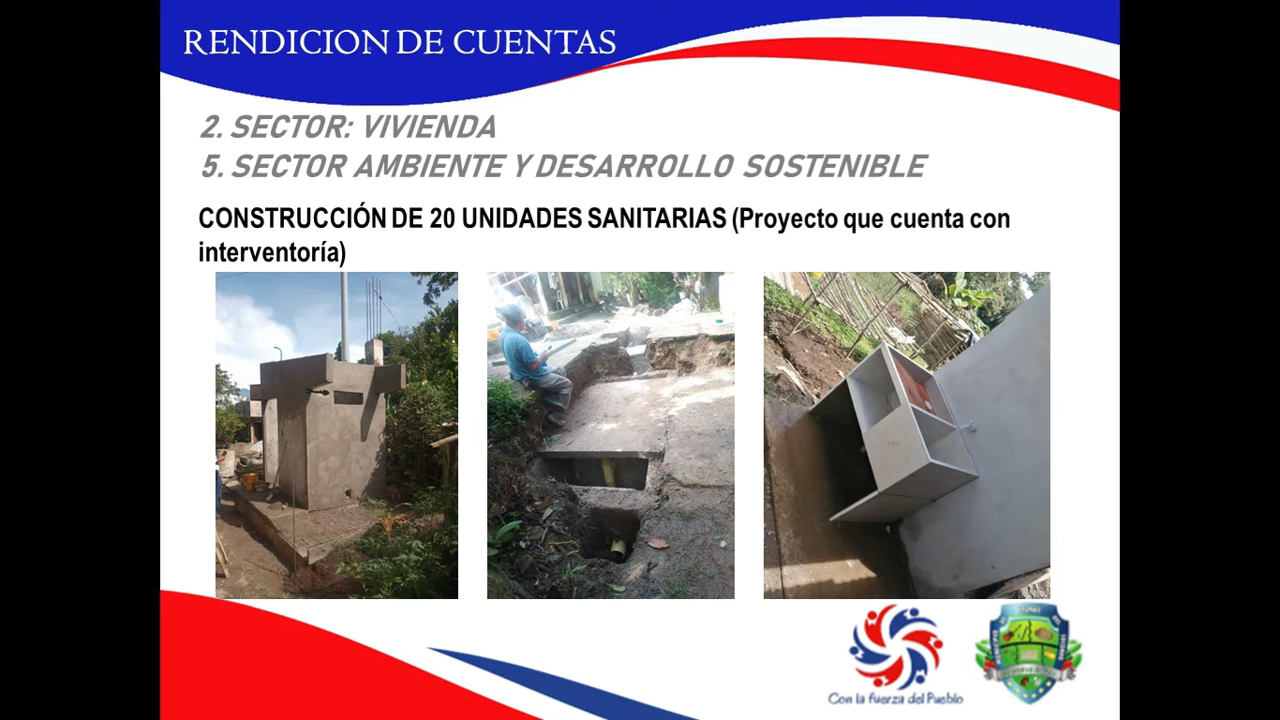 RENDICION DE CUENTAS
2. SECTOR: VIVIENDA
5. SECTOR AMBIENTE Y DESARROLLO SOSTENIBLE
CONSTRUCCIÓN DE 20 UNIDADES SANITARIAS (Proyecto que cuenta con
interventoría)
Con la fuerza del Pueblo